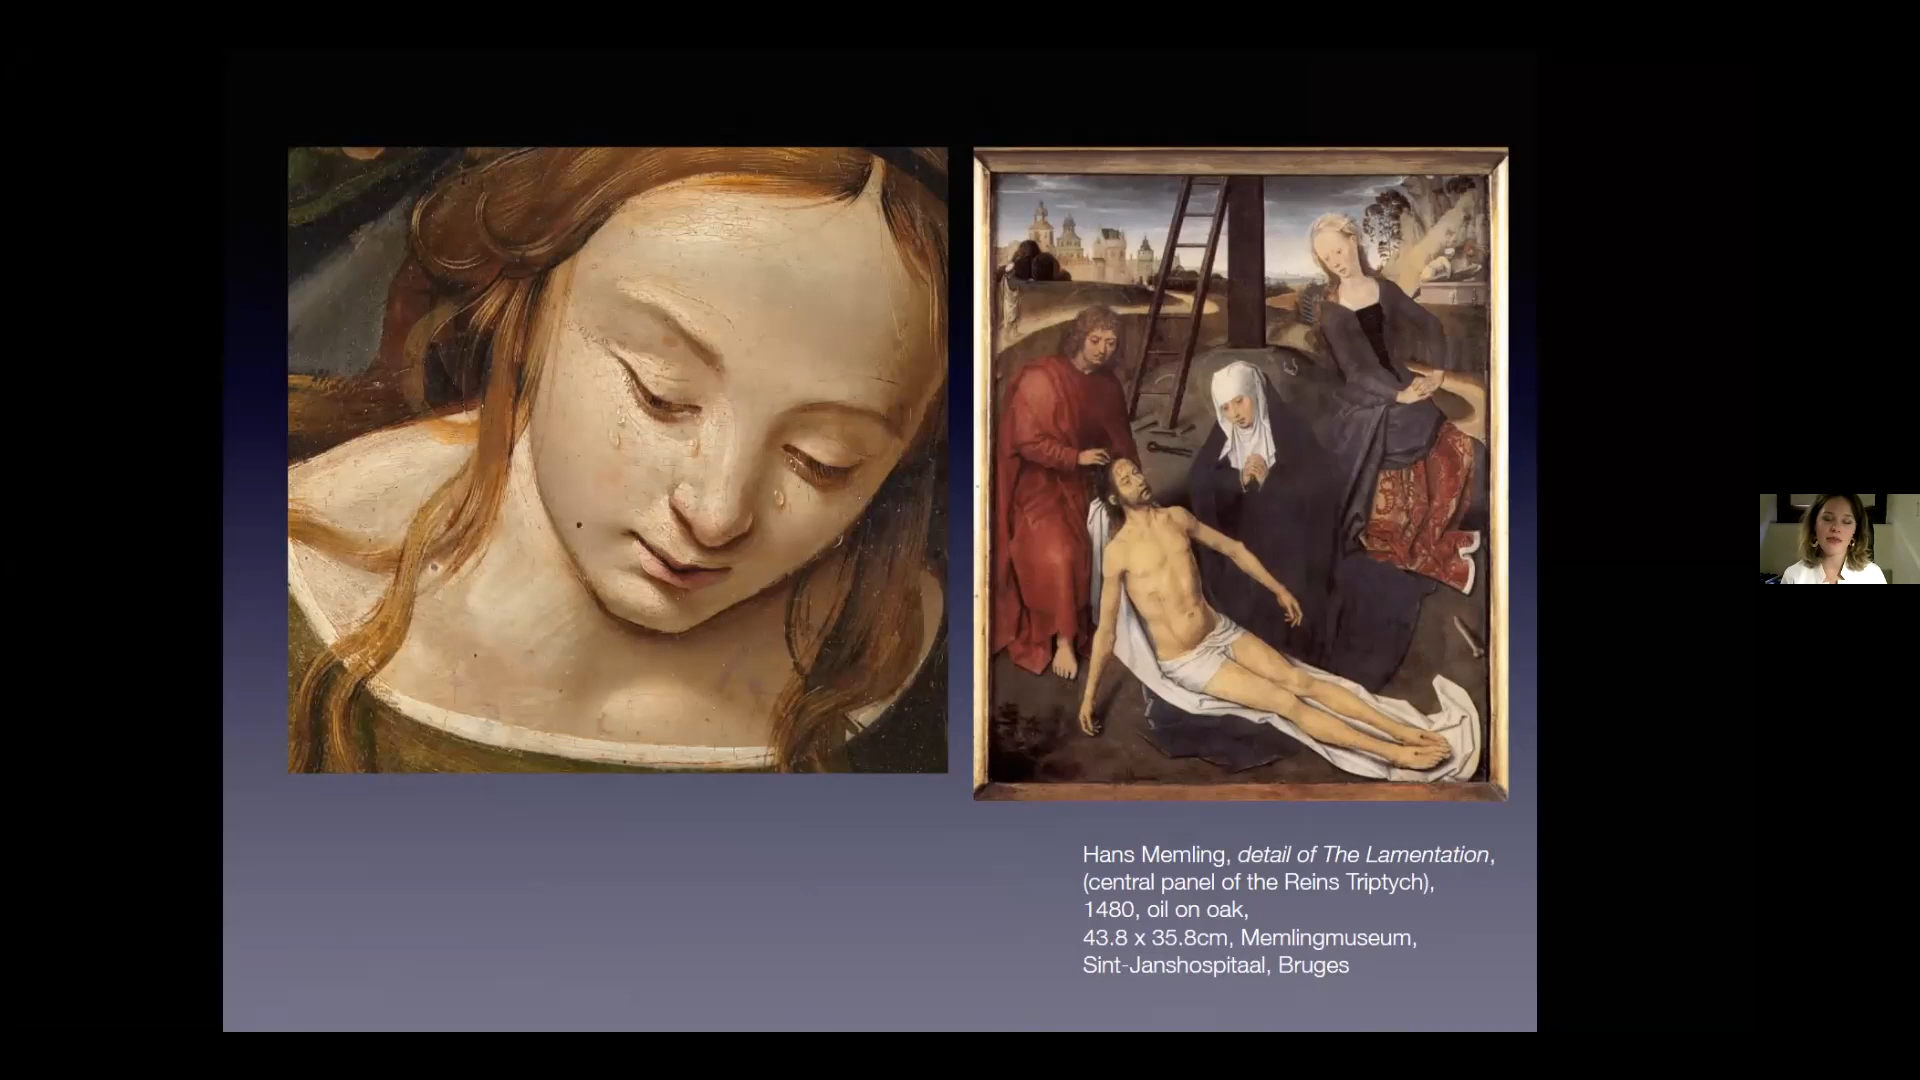 Hans Memling, detail of The Lamentation,
(central panel of the Reins Triptych),
1480, oil on oak,
43.8 x 35.8cm, Memlingmuseum,
Sint-Janshospitaal, Bruges